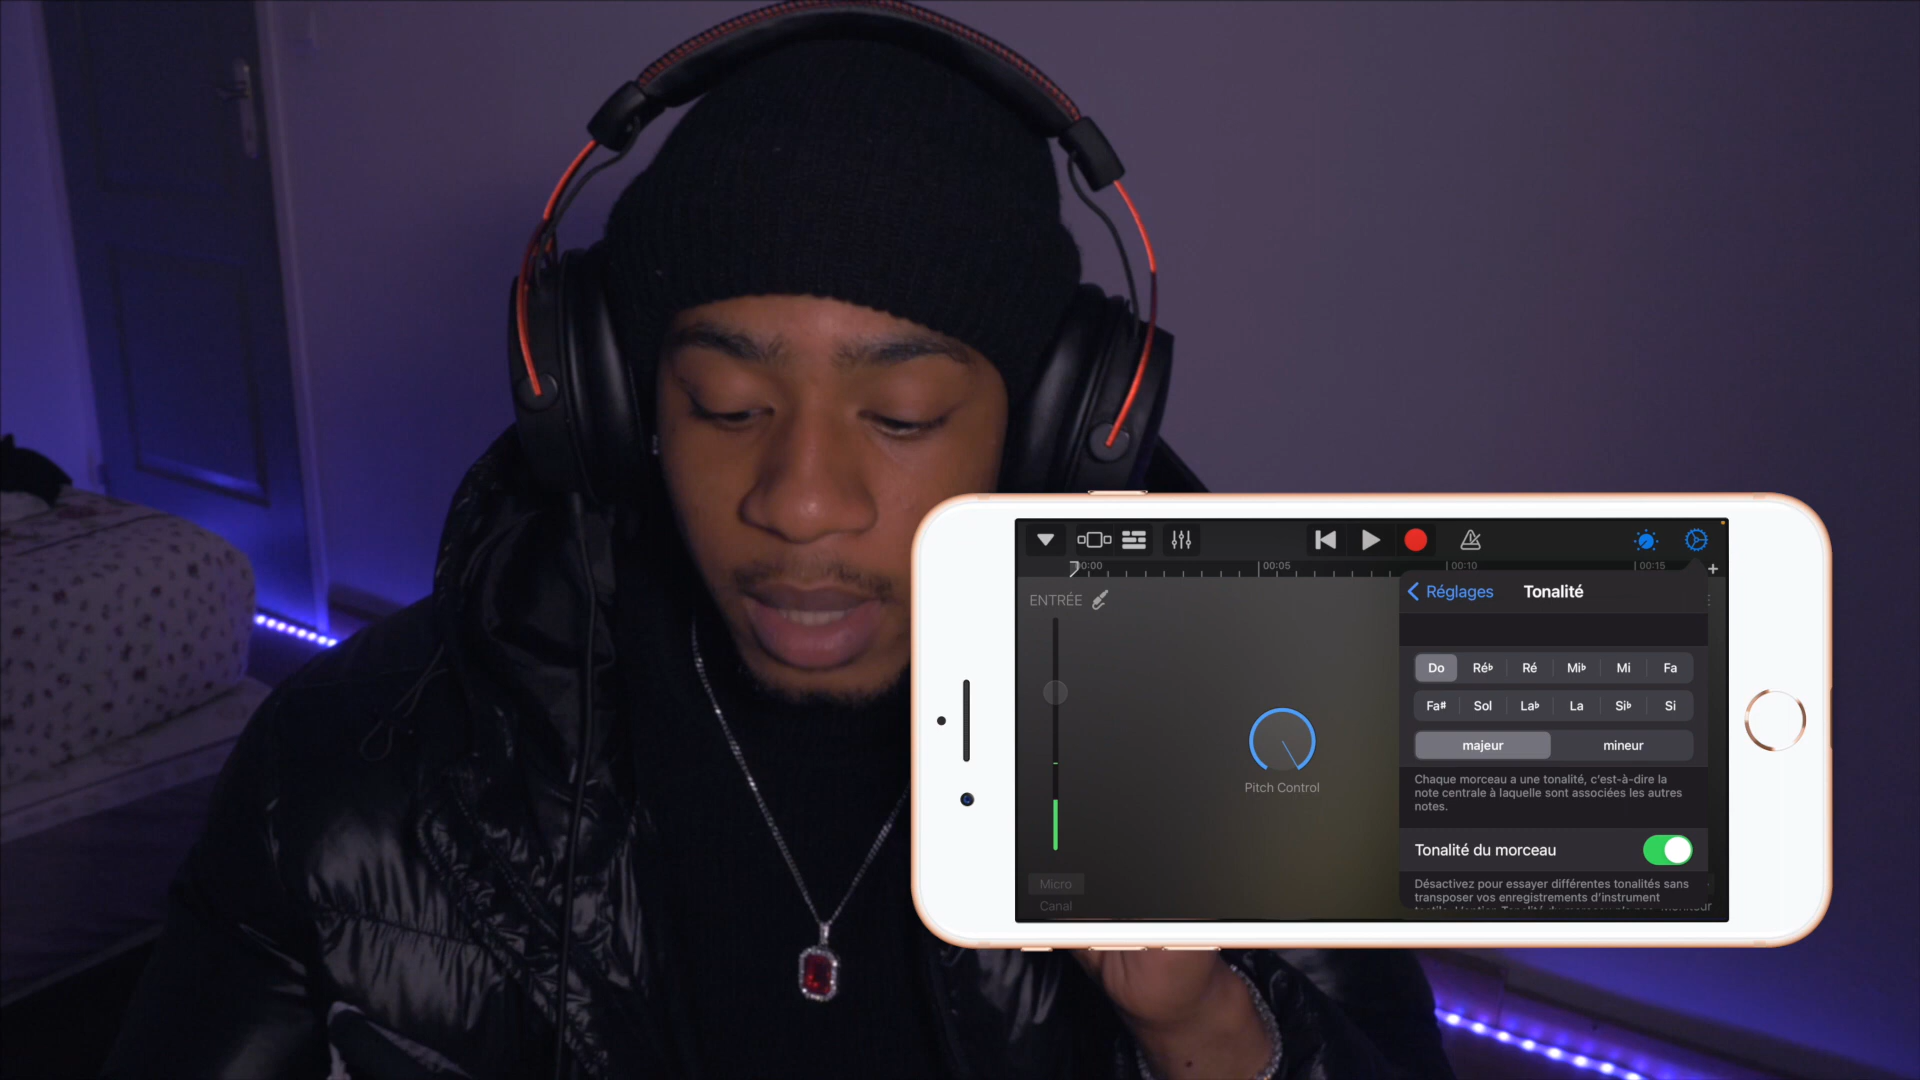 00:00
00:05
00:10
00:15
ENTRÉE
Pitch Control
Micro
Canal
Réglages
Tonalité
Do Ré♭ Ré Mi♭ Mi Fa
Fa# Sol La♭ La Si♭ Si
majeur mineur
Chaque morceau a une tonalité, c'est-à-dire la
note centrale à laquelle sont associées les autres
notes.
Tonalité du morceau
Désactivez pour essayer différentes tonalités sans
transposer vos enregistrements d'instrument